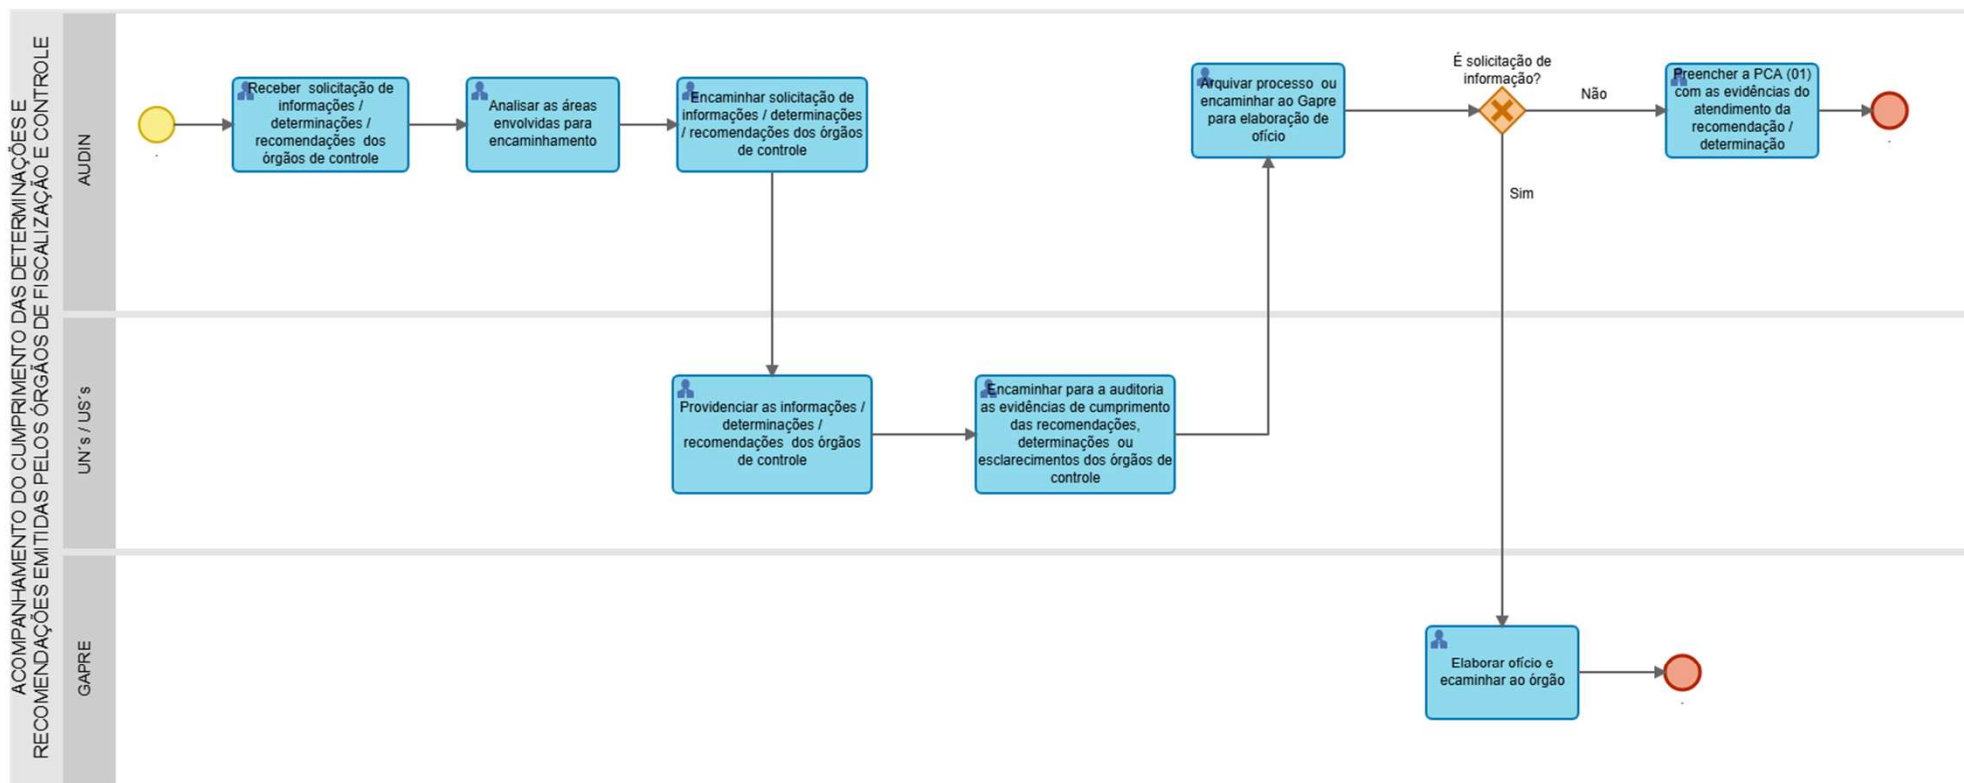 ACOMPANHAMENTO DO CUMPRIMENTO DAS DETERMINAÇÕES E
RECOMENDAÇÕES EMITIDAS PELOS ÓRGÃOS DE FISCALIZAÇÃO E CONTROLE
AUDIN
Receber solicitação de
informações /
determinações /
recomendações dos
órgãos de controle
Analisar as áreas
envolvidas para
encaminhamento
Encaminhar solicitação de
informações / determinações
/ recomendações dos órgãos
de controle
Arquivar processo ou
encaminhar ao Gapre
para elaboração de
ofício
É solicitação de
informação?
Não
Sim
Preencher a PCA (01)
com as evidências do
atendimento da
recomendação /
determinação
UN´s / US´s
Providenciar as informações /
determinações /
recomendações dos órgãos
de controle
Encaminhar para a auditoria
as evidências de cumprimento
das recomendações,
determinações ou
esclarecimentos dos órgãos de
controle
GAPRE
Elaborar ofício e
ecaminhar ao órgão